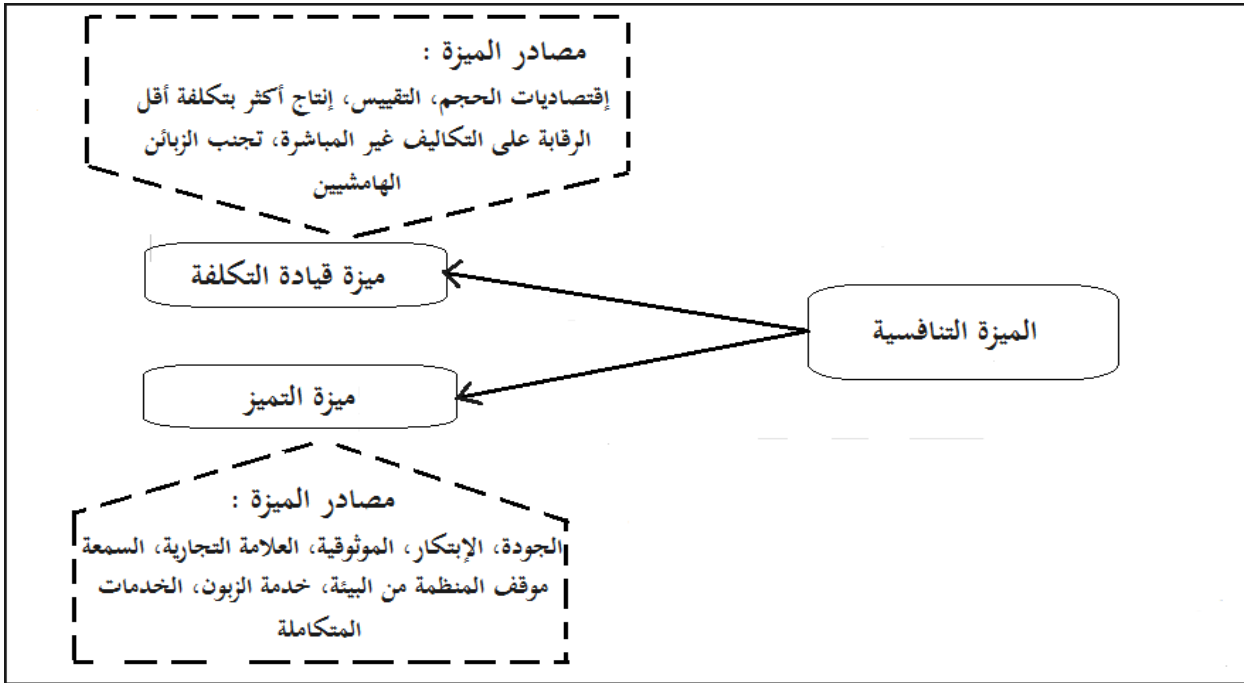 مصادر الميزة :
إقتصاديات الحجم، التقييس، إنتاج أكثر بتكلفة أقل
الرقابة على التكاليف غير المباشرة، تجنب الزبائن
الهامشيين
ميزة قيادة التكلفة
الميزة التنافسية
ميزة التميز
مصادر الميزة :
الجودة، الإبتكار، الموثوقية، العلامة التجارية، السمعة
موقف المنظمة من البيئة، خدمة الزبون، الخدمات
المتكاملة